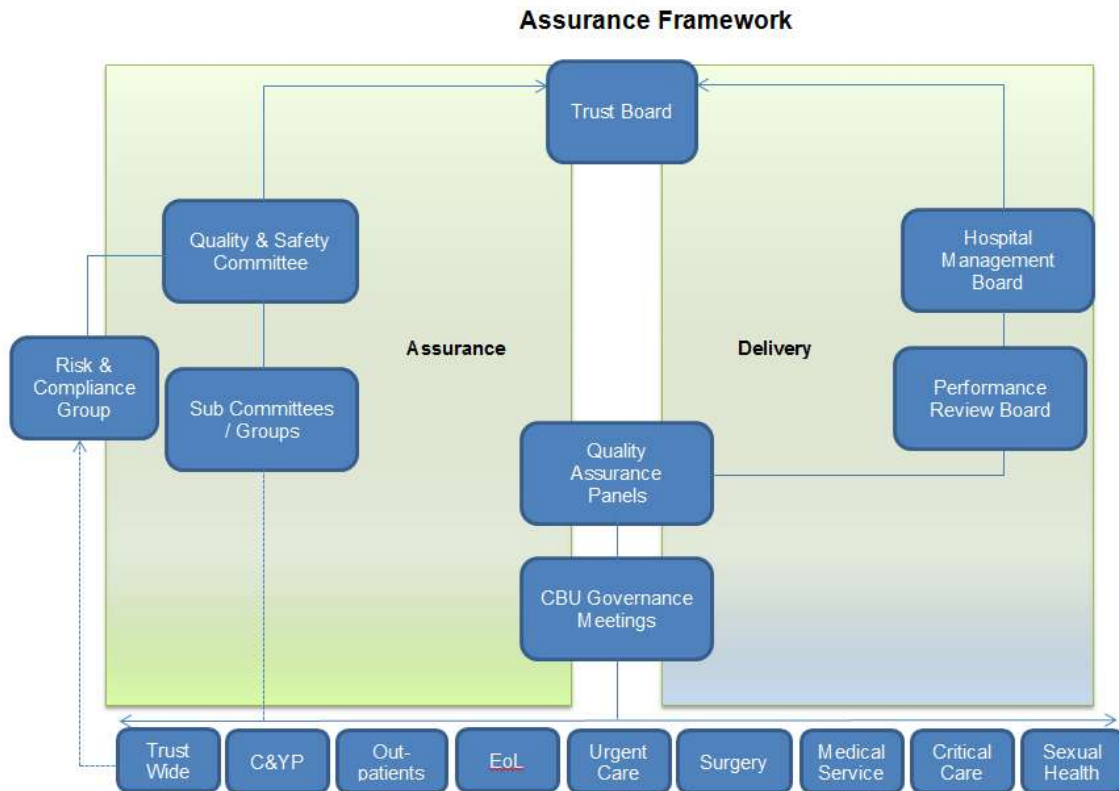 Assurance Framework
Trust Board
Quality & Safety
Committee
Hospital
Management
Board
Assurance
Delivery
Risk &
Compliance
Group
Sub Committees
/ Groups
Performance
Review Board
Quality
Assurance
Panels
CBU Governance
Meetings
Trust
Wide
C&YP
Out-
patients
EoL
Urgent
Care
Surgery
Medical
Service
Critical
Care
Sexual
Health